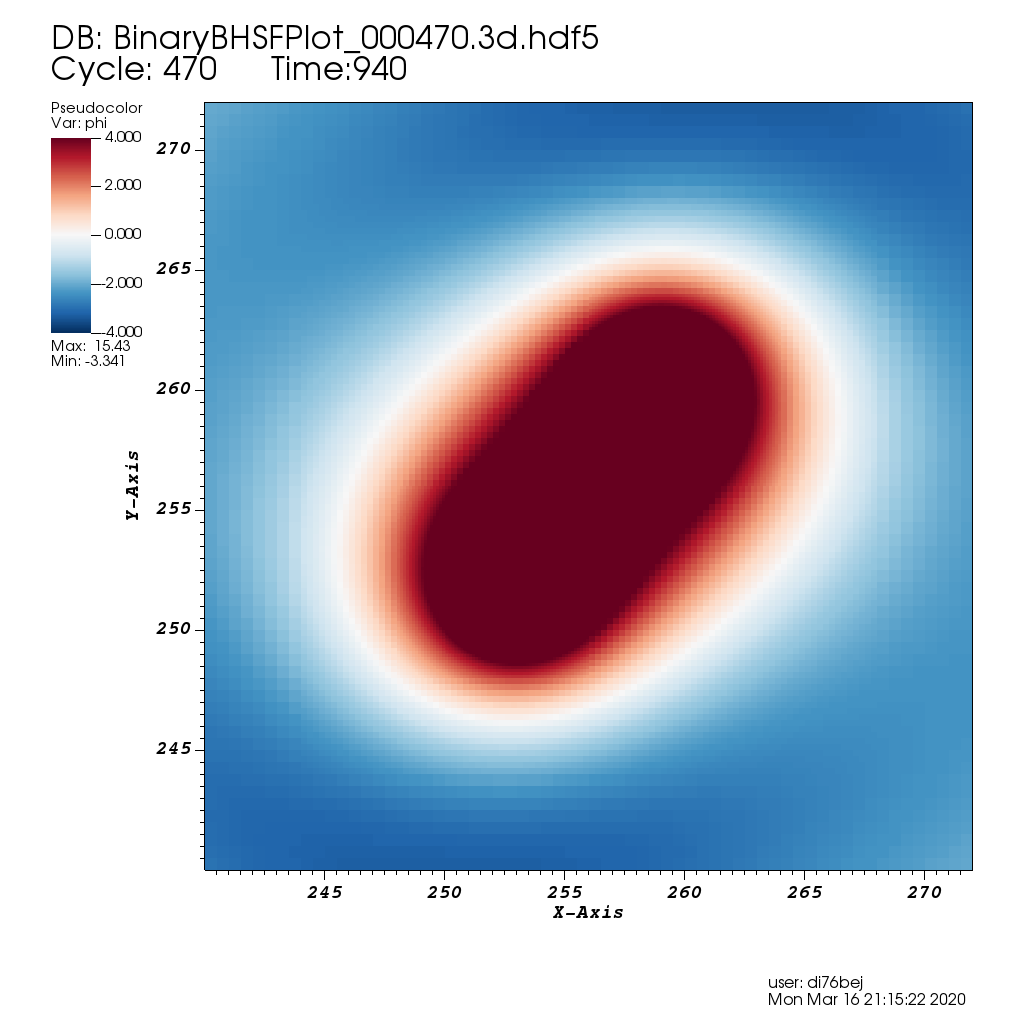 DB: BinaryBHSFPlot_000470.3d.hdf5
Cycle: 470 Time:940
Pseudocolor
Var: phi
4.000
2.000
0.000
-2.000
-4.000
Max: 15.43
Min: -3.341
270
265
260
255
250
245
Y-Axis
245 250 255 260 265 270
X-Axis
user: di76bej
Mon Mar 16 21:15:22 2020